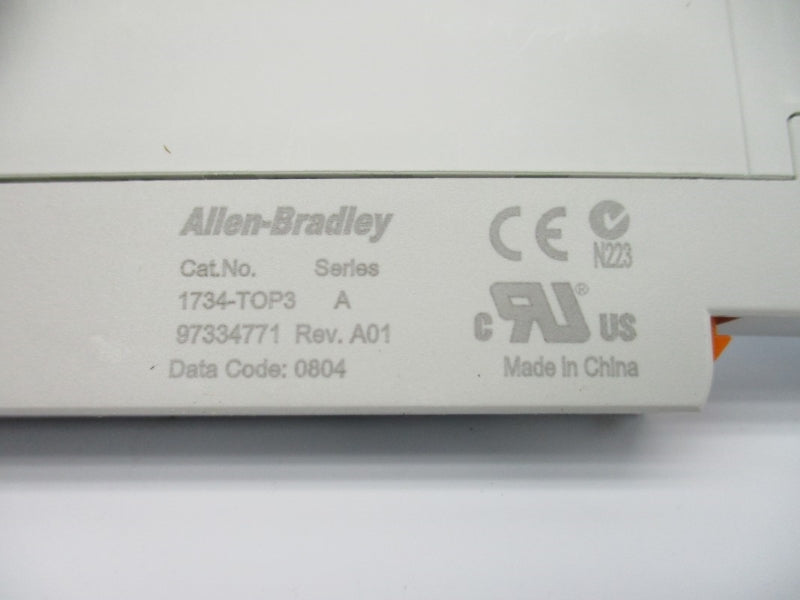 Allen-Bradley
Cat.No. Series
1734-TOP3 A
97334771 Rev. A01
Data Code: 0804
CE
N223
c RU ® US
Made in China